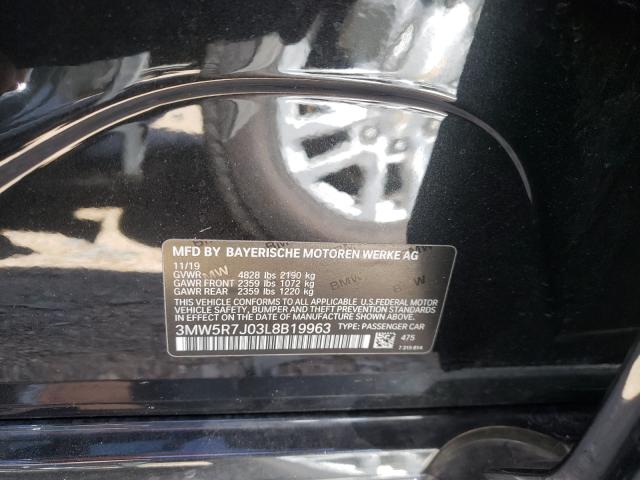 MFD BY BAYERISCHE MOTOREN WERKE AG
11/19
GVWR 4828 lbs 2190 kg
GAWR FRONT 2359 lbs 1072 kg
GAWR REAR 2359 lbs 1220 kg
THIS VEHICLE CONFORMS TO ALL APPLICABLE U.S.FEDERAL MOTOR
VEHICLE SAFETY, BUMPER, AND THEFT PREVENTION STANDARDS
IN EFFECT ON THE DATE OF MANUFACTURE SHOWN ABOVE.
3MW5R7J03L8B19963 TYPE: PASSENGER CAR
475